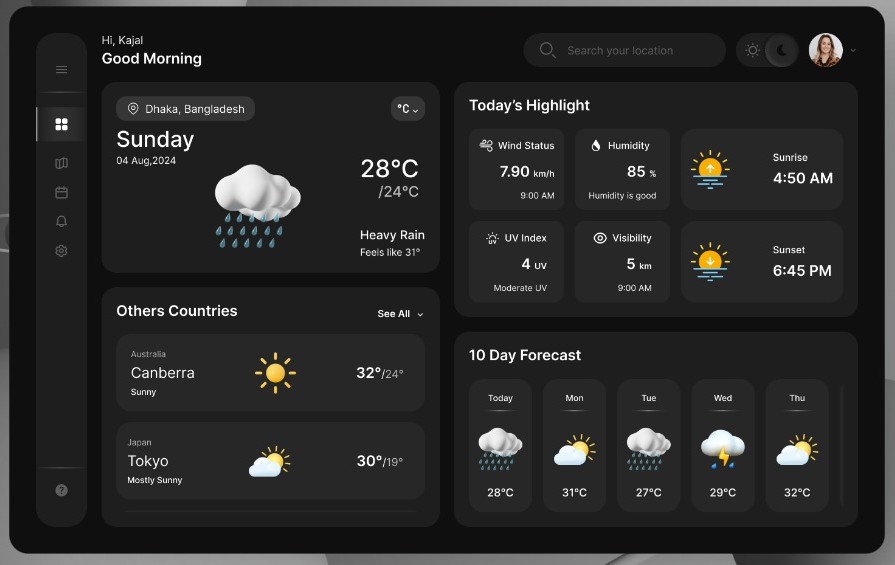 Hi, Kajal
Good Morning
Search your location
Dhaka, Bangladesh
°C
Sunday
04 Aug,2024
28°C
/24°C
Heavy Rain
Feels like 31°
Today's Highlight
Wind Status
7.90 km/h
9:00 AM
Humidity
85 %
Humidity is good
Sunrise
4:50 AM
UV
UV Index
4 UV
Moderate UV
Visibility
5 km
9:00 AM
Sunset
6:45 PM
Others Countries
See All
Australia
Canberra
Sunny
32°/24°
Japan
Tokyo
Mostly Sunny
30°/19°
10 Day Forecast
Today
28°C
Mon
31°C
Tue
27°C
Wed
29°C
Thu
32°C
?